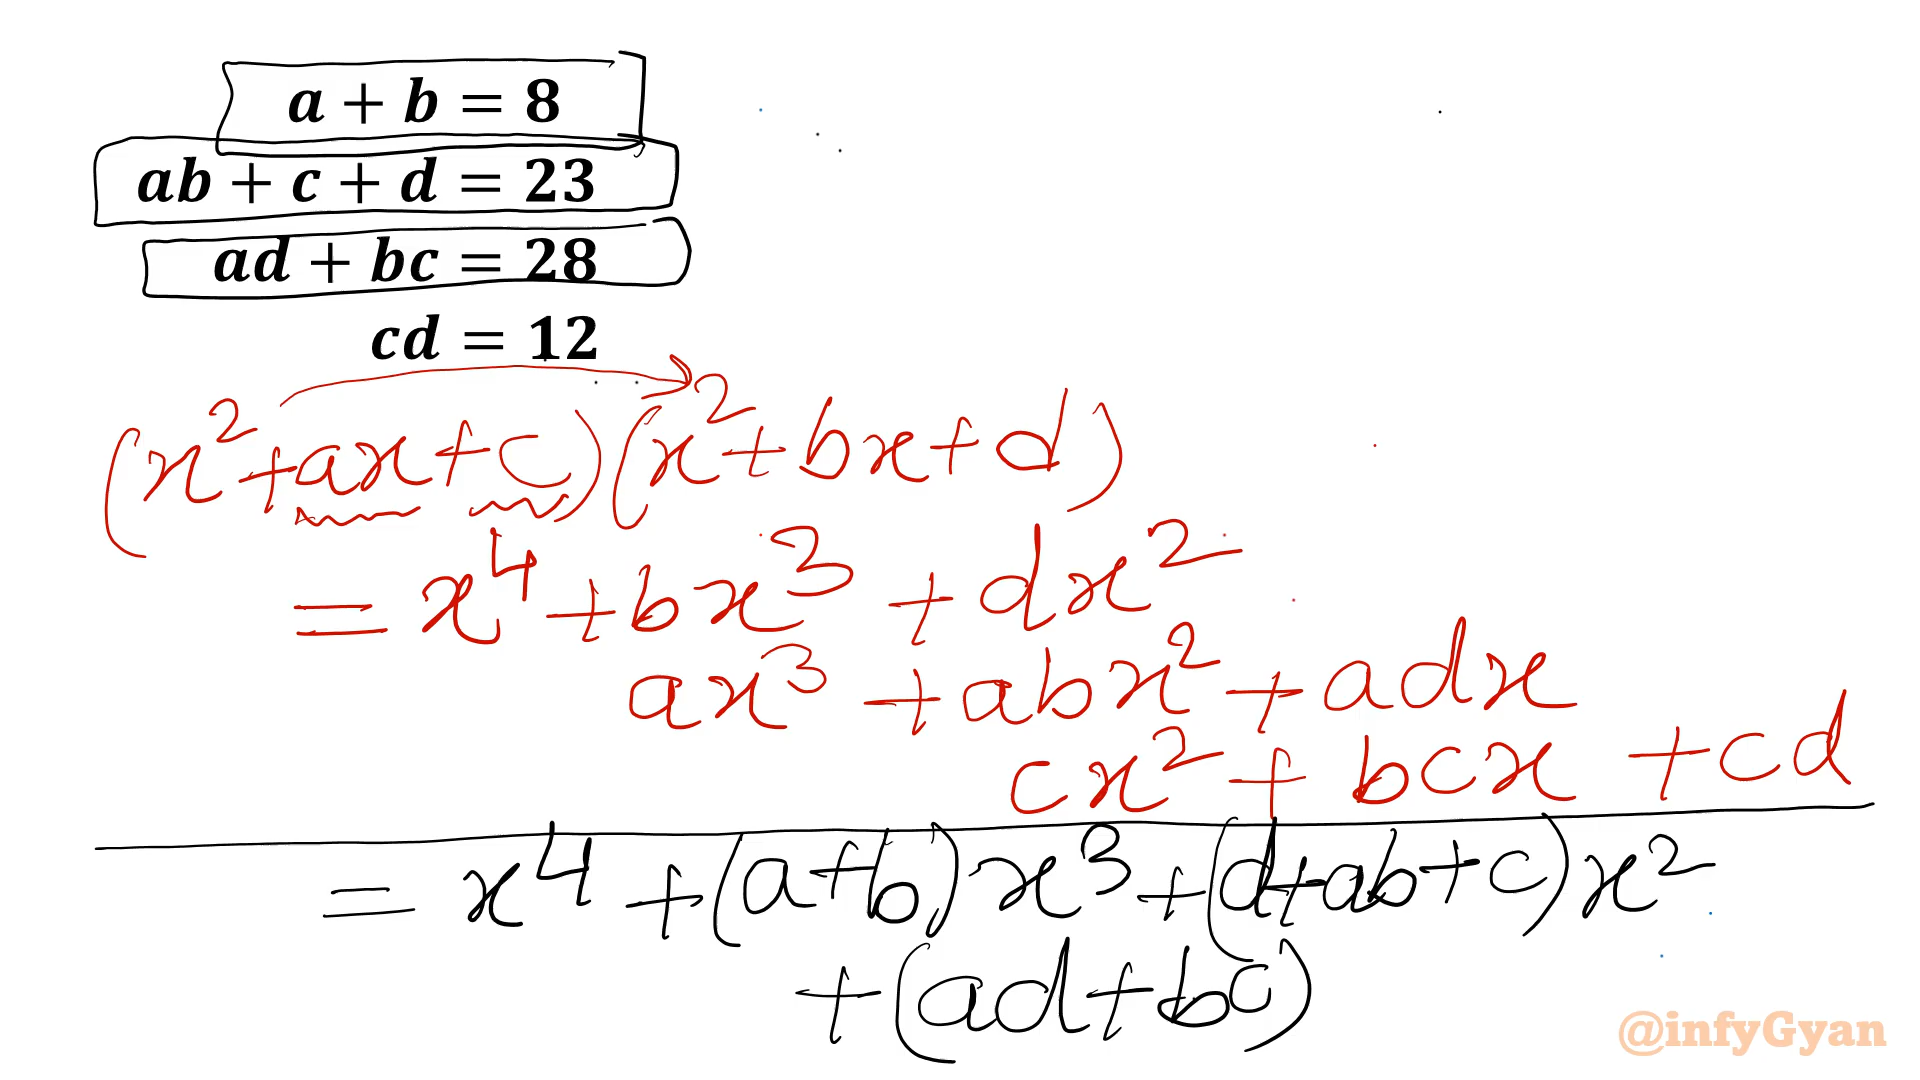 a + b = 8
ab + c + d = 23
ad + bc = 28
cd = 12
(x²+ax+c)(x²+bx+d)
= x⁴+bx³ +dx²
ax³ +abx² + adx
cx² + bcx +cd
= x⁴ +(a+b)x³+(d+ab+c)x²
+(ad+bc)
@infyGyan